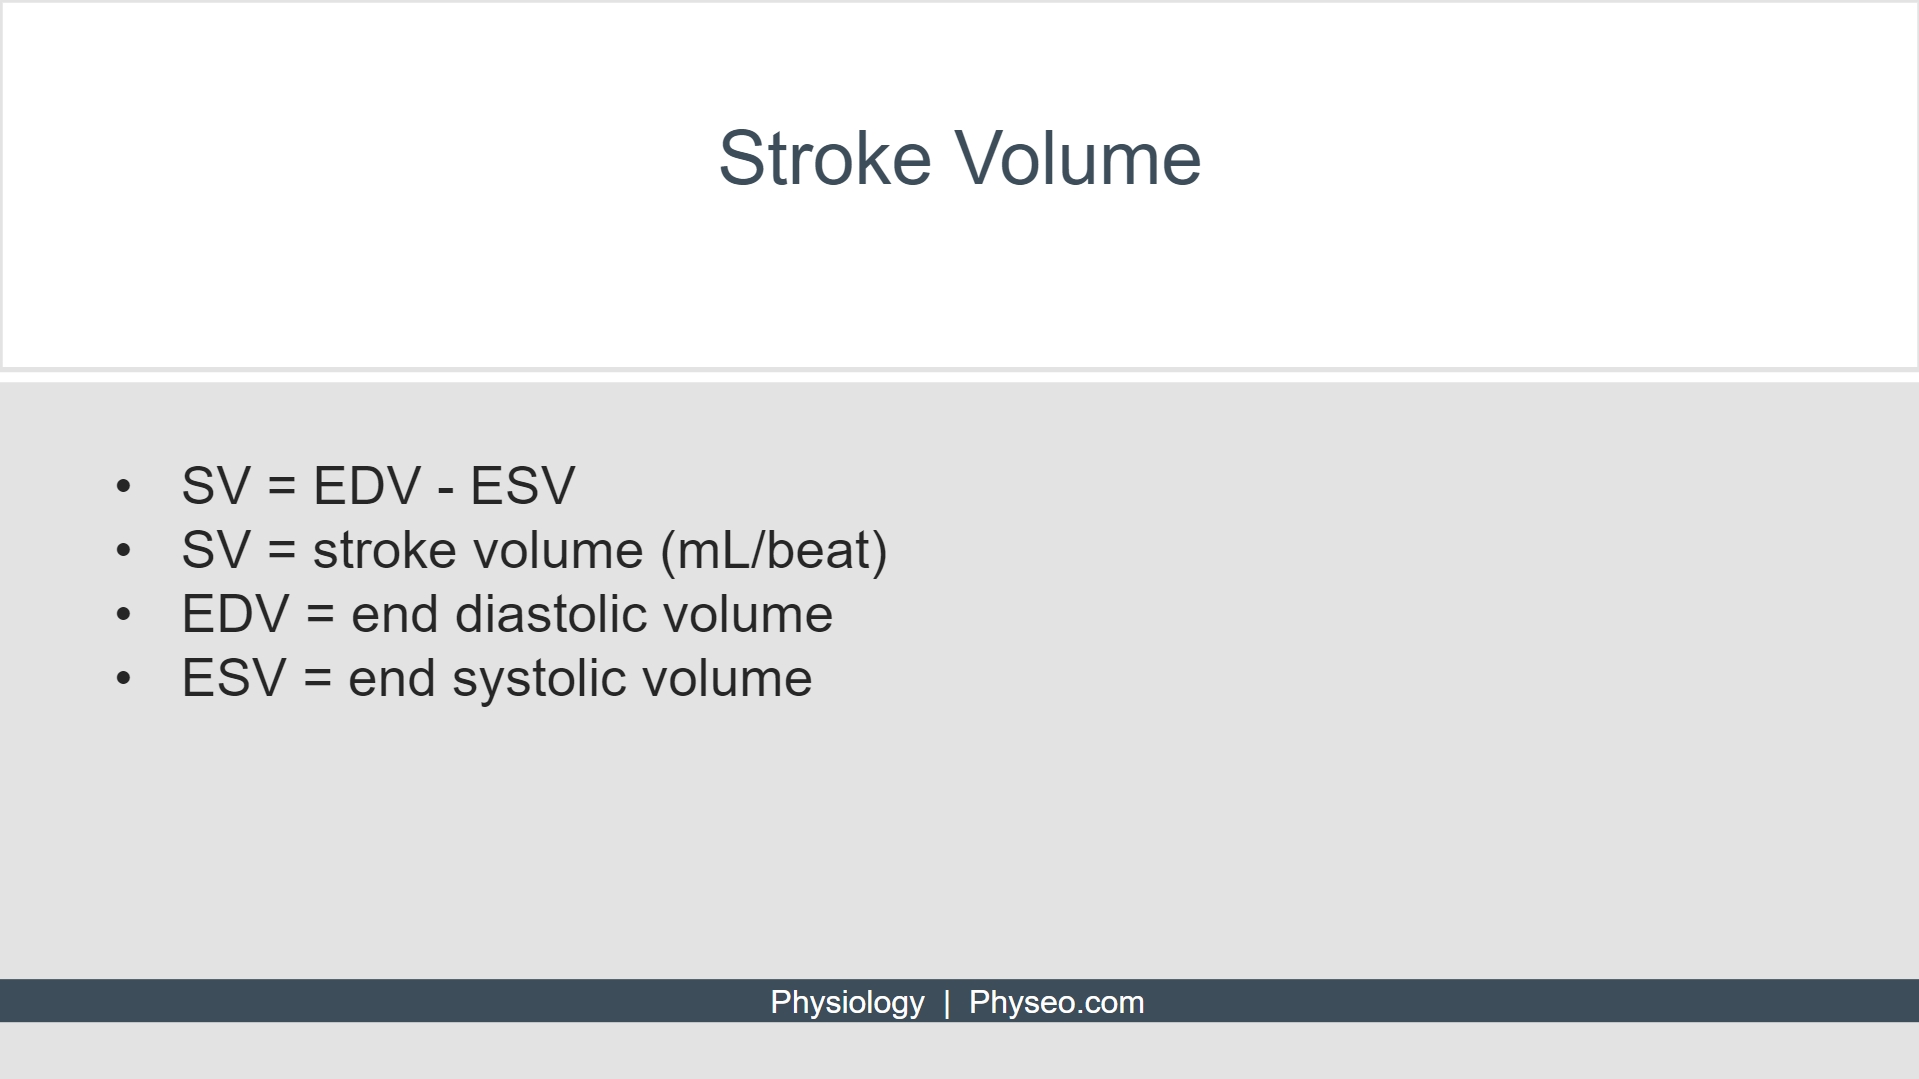 Stroke Volume
• SV = EDV - ESV
• SV = stroke volume (mL/beat)
• EDV = end diastolic volume
• ESV = end systolic volume
Physiology | Physeo.com